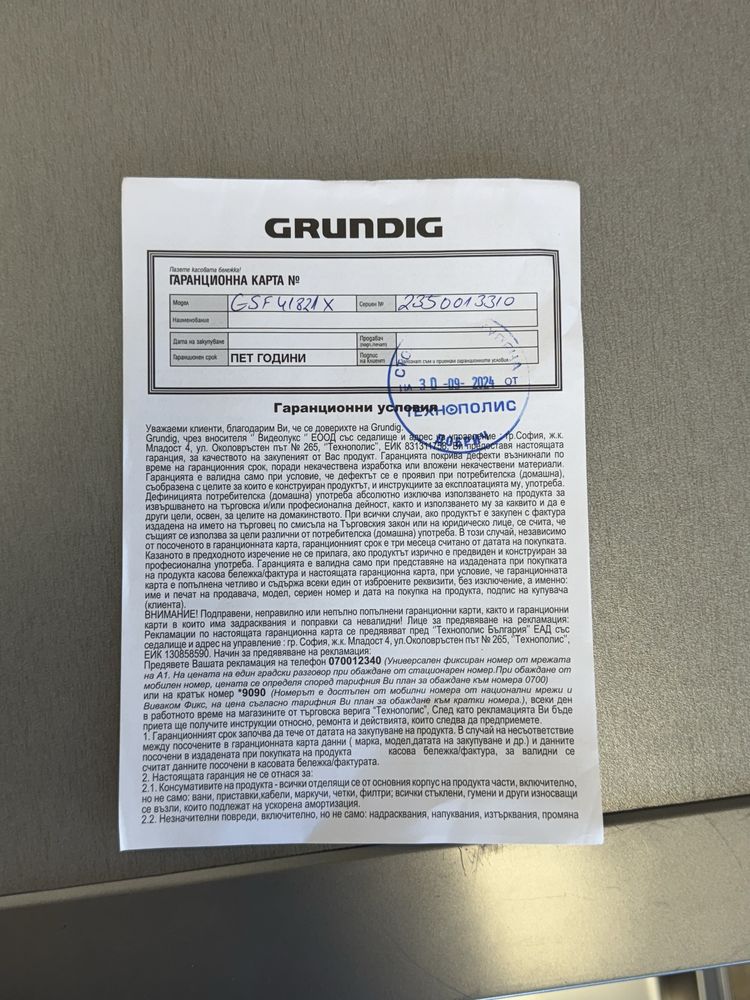 GRUNDIG
Пазете касовата бележка!
ГАРАНЦИОННА КАРТА №
Модел GSF41821X Сериен № 2350013310
Наименование
Дата на закупуване Продавач (подп.,печат)
Гаранционен срок ПЕТ ГОДИНИ Подпис на Клиент Запознат съм и приемам гаранционните условия
30-09-2024 ОТ
ТЕХНОПОЛИС
ДОБРИЧ
Гаранционни условия
Уважаеми клиенти, благодарим Ви, че се доверихте на Grundig.
Grundig, чрез вносителя " Видеолукс " ЕООД със седалище и адрес на управление , гр.София, ж.к.
Младост 4, ул. Околовръстен път № 265, "Технополис", ЕИК Ви предоставя настоящата
гаранция, за качеството на закупеният от Вас продукт. Гаранцията покрива дефекти възникнали по
време на гаранционния срок, поради некачествена изработка или вложени некачествени материали.
Гаранцията е валидна само при условие, че дефектът се е проявил при потребителска (домашна),
съобразена с целите за които е конструиран продуктът, и инструкциите за експлоатацията му, употреба.
Дефиницията потребителска (домашна) употреба абсолютно изключва използването на продукта за
извършването на търговска и/или професионална дейност, както и използването му за каквито и да е
други цели, освен, за целите на домакинството. При всички случаи, ако продуктът е закупен с фактура
издадена на името на търговец по смисъла на Търговския закон или на юридическо лице, се счита, че
същият се използва за цели различни от потребителска (домашна) употреба. В този случай, независимо
от посоченото в гаранционната карта, гаранционният срок е три месеца считано от датата на покупката.
Казаното в предходното изречение не се прилага, ако продуктът изрично е предвиден и конструиран за
професионална употреба. Гаранцията е валидна само при представяне на издадената при покупката
на продукта касова бележка/фактура и настоящата гаранционна карта, при условие, че гаранционната
карта е попълнена четливо и съдържа всеки един от изброените реквизити, без изключение, а именно:
име и печат на продавача, модел, сериен номер и дата на покупка на продукта, подпис на купувача
(клиента).
ВНИМАНИЕ! Подправени, неправилно или непълно попълнени гаранционни карти, както и гаранционни
карти в които има задрасквания и поправки са невалидни! Лице за предявяване на рекламация:
Рекламации по настоящата гаранционна карта се предявяват пред "Технополис България" ЕАД със
седалище и адрес на управление : гр. София, ж.к. Младост 4, ул.Околовръстен път № 265, "Технополис",
ЕИК 130858590. Начин за предявяване на рекламация:
Предявете Вашата рекламация на телефон 070012340 (Универсален фиксиран номер от мрежата
на А1. На цената на един градски разговор при обаждане от стационарен номер.При обаждане от
мобилен номер, цената се определя според тарифния Ви план за обаждане към номера 0700)
или на кратък номер *9090 (Номерът е достъпен от мобилни номера от национални мрежи и
Виваком Фикс, на цена съгласно тарифния Ви план за обаждане към кратки номера.), всеки ден
в работното време на магазините от търговска верига "Технополис", След като рекламацията Ви бъде
приета ще получите инструкции относно, ремонта и действията, които следва да предприемете.
1. Гаранционният срок започва да тече от датата на закупуване на продукта. В случай на несъответствие
между посочените в гаранционната карта данни ( марка, модел,датата на закупуване и др.) и данните
посочени в издадената при покупката на продукта касова бележка/фактура, за валидни се
считат данните посочени в касовата бележка/фактурата.
2. Настоящата гаранция не се отнася за:
2.1. Консумативите на продукта - всички отделящи се от основния корпус на продукта части, включително,
но не само: вани, приставки,кабели, маркучи, четки, филтри; всички стъклени, гумени и други износващи
се възли, които подлежат на ускорена амортизация.
2.2. Незначителни повреди, включително, но не само: надрасквания, напуквания, изтърквания, промяна